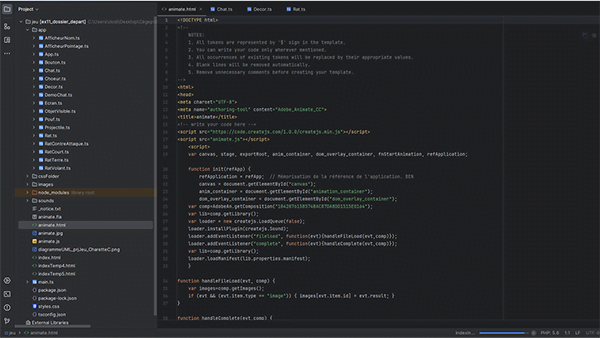 Project
jeu [ex11_dossier_depart]
app
AfficheurNom.ts
AfficheurPointage.ts
App.ts
Bouton.ts
Chat.ts
Choeur.ts
Decor.ts
DemoChat.ts
Ecran.ts
ObjetVisible.ts
Pouf.ts
Projectile.ts
Rat.ts
RatContreAttaque.ts
RatCourt.ts
RatTerre.ts
RatVolant.ts
cssFolder
images
node_modules library root
sounds
_notice.txt
animate.fla
animate.html
animate.jpg
animate.js
diagrammeUML_prjJeu_CharetteC.png
index.html
indexTemp4.html
indexTemp5.html
main.ts
package.json
package-lock.json
styles.css
tsconfig.json
External Libraries
animate.html
Chat.ts
Decor.ts
Rat.ts
<!DOCTYPE html>
<!--
NOTES:
1. All tokens are represented by '$' sign in the template.
2. You can write your code only wherever mentioned.
3. All occurrences of existing tokens will be replaced by their appropriate values.
4. Blank lines will be removed automatically.
5. Remove unnecessary comments before creating your template.
-->
<html>
<head>
<meta charset="UTF-8">
<meta name="authoring-tool" content="Adobe_Animate_CC">
<title>animate</title>
<!-- write your code here -->
<script src="https://code.createjs.com/1.0.0/createjs.min.js"></script>
<script src="animate.js"></script>
<script>
var canvas, stage, exportRoot, anim_container, dom_overlay_container, fnStartAnimation, refApplication;
function init(refApp) {
refApplication = refApp; // Mémorisation de la référence de l'application.
canvas = document.getElementById("canvas");
anim_container = document.getElementById("animation_container");
dom_overlay_container = document.getElementById("dom_overlay_container");
var comp=AdobeAn.getComposition(
var lib=comp.getLibrary();
var loader = new createjs.LoadQueue(false);
loader.installPlugin(createjs.Sound);
loader.addEventListener("fileload", function(evt){handleFileLoad(evt,comp)});
loader.addEventListener("complete", function(evt){handleComplete(evt,comp)});
var lib=comp.getLibrary();
loader.loadManifest(lib.properties.manifest);
}
function handleFileLoad(evt, comp) {
var images=comp.getImages();
if (evt && (evt.item.type == "image")) { images[evt.item.id] = evt.result; }
}
function handleComplete(evt,comp) {
jeu > animate.html
Indexin...
PHP: 5.6
1:1
LF
UTF-8